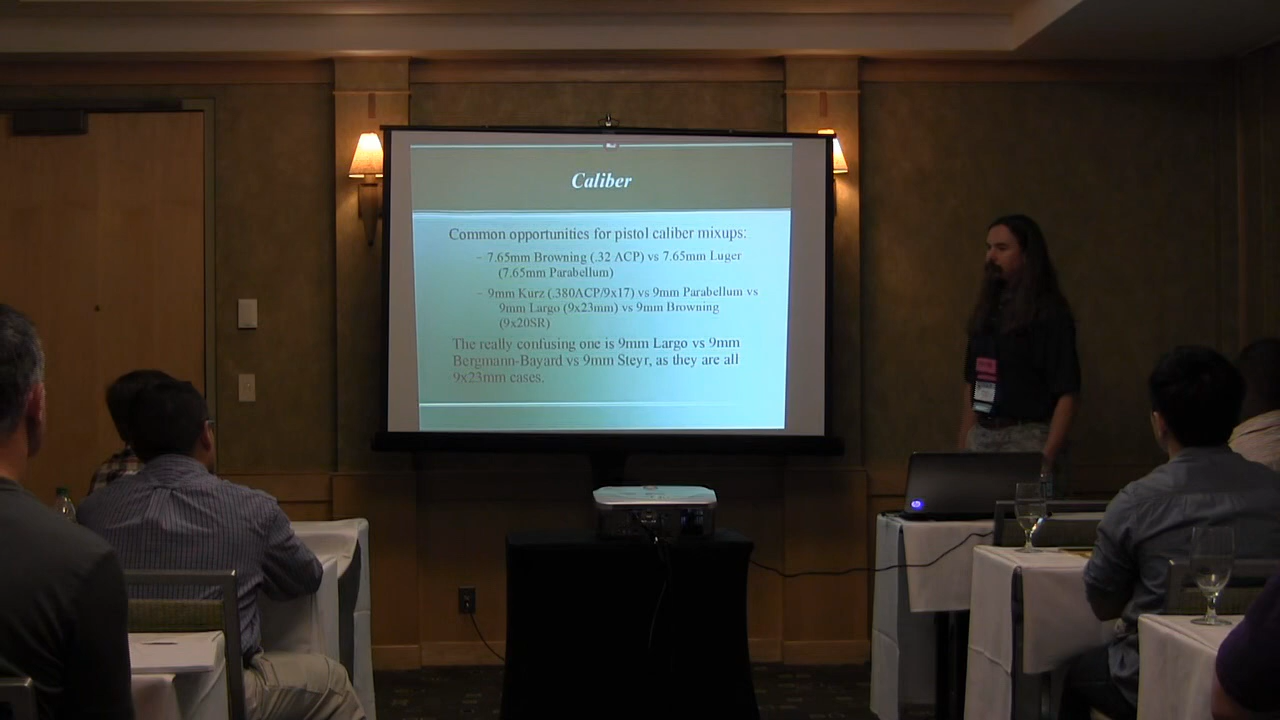 Caliber
Common opportunities for pistol caliber mixups:
– 7.65mm Browning (.32 ACP) vs 7.65mm Luger
(7.65mm Parabellum)
– 9mm Kurz (.380ACP/9x17) vs 9mm Parabellum vs
9mm Largo (9x23mm) vs 9mm Browning
(9x20SR)
The really confusing one is 9mm Largo vs 9mm
Bergmann-Bayard vs 9mm Steyr, as they are all
9x23mm cases.